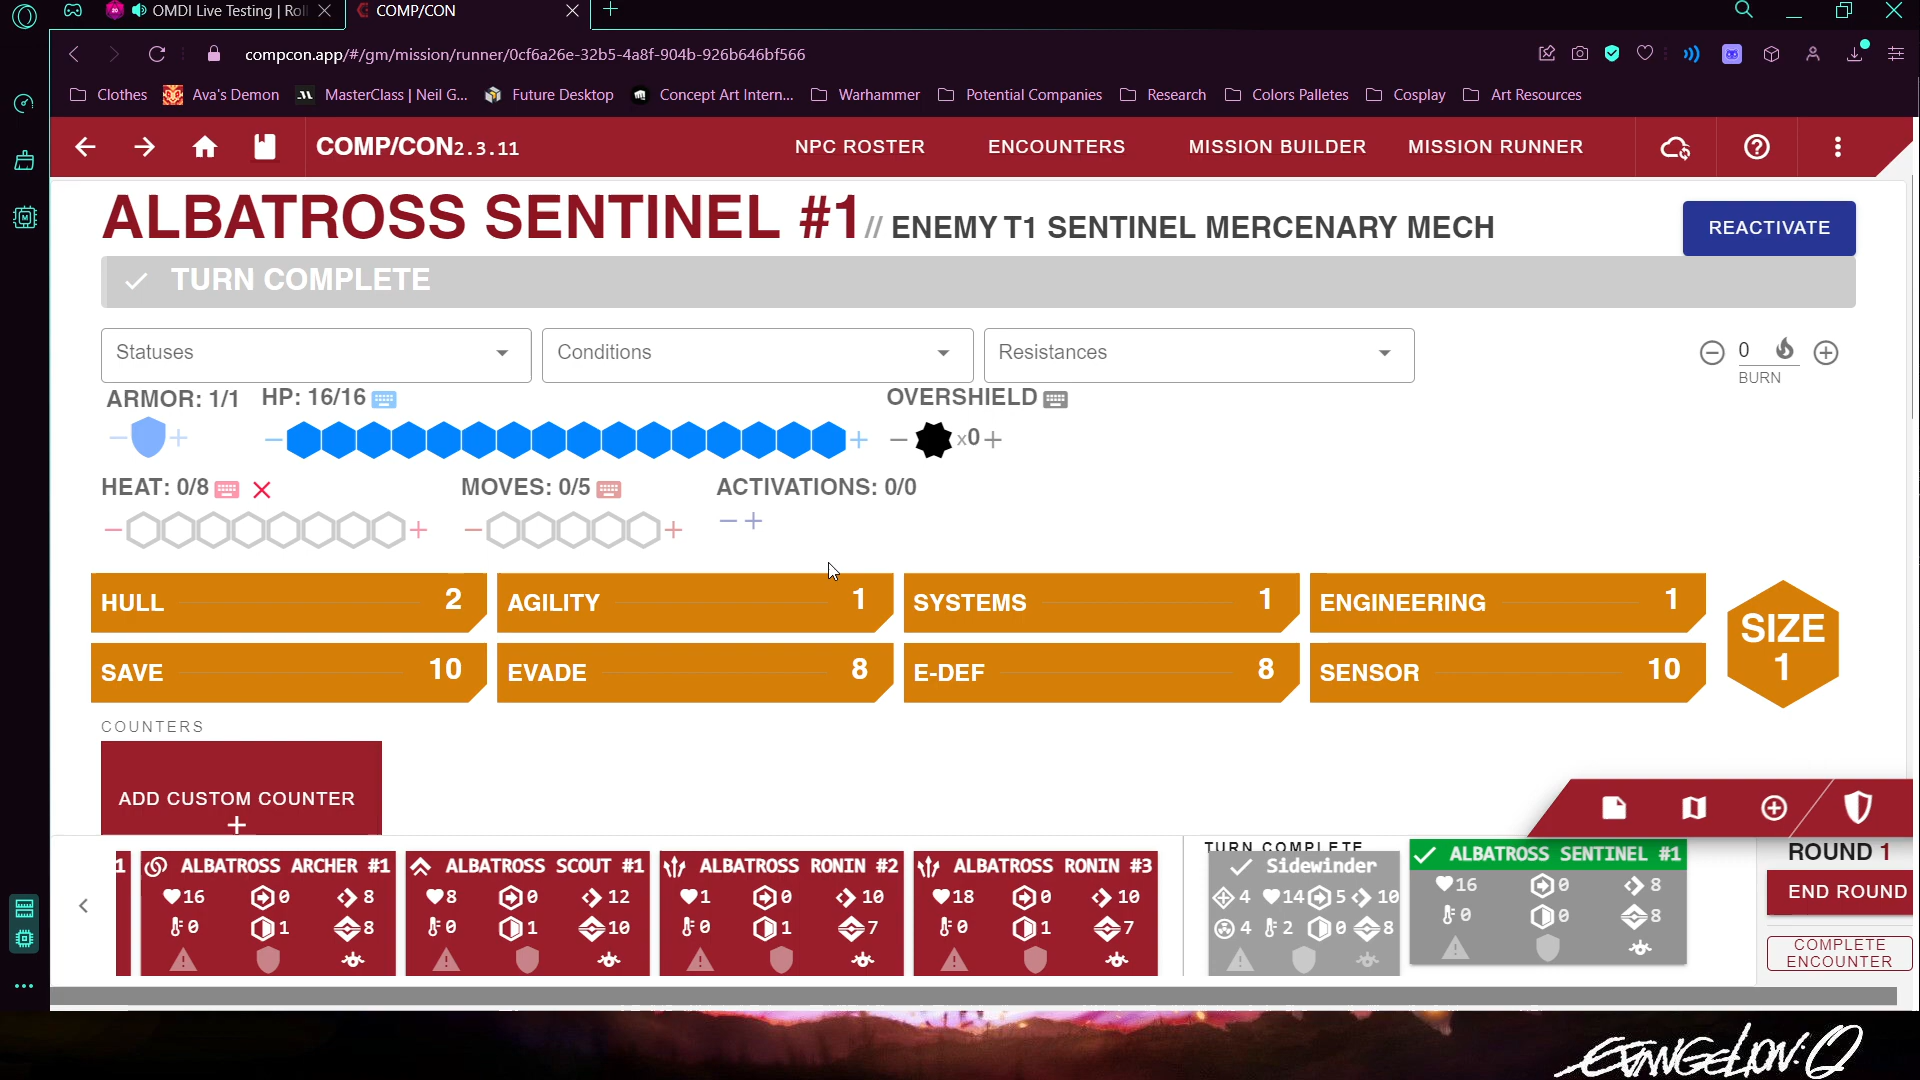 OMDI Live Testing | Rol
COMP/CON
compcon.app/#/gm/mission/runner/0cf6a26e-32b5-4a8f-904b-926b646bf566
Clothes
Ava's Demon
MasterClass | Neil G...
Future Desktop
Concept Art Intern...
Warhammer
Potential Companies
Research
Colors Palletes
Cosplay
Art Resources
COMP/CON2.3.11
NPC ROSTER
ENCOUNTERS
MISSION BUILDER
MISSION RUNNER
ALBATROSS SENTINEL #1// ENEMY T1 SENTINEL MERCENARY MECH
REACTIVATE
TURN COMPLETE
Statuses
Conditions
Resistances
0
BURN
ARMOR: 1/1
HP: 16/16
OVERSHIELD
x0
HEAT: 0/8
MOVES: 0/5
ACTIVATIONS: 0/0
HULL 2
AGILITY 1
SYSTEMS 1
ENGINEERING 1
SIZE
1
SAVE 10
EVADE 8
E-DEF 8
SENSOR 10
COUNTERS
ADD CUSTOM COUNTER
1
ALBATROSS ARCHER #1
16 0 8
0 1 8
ALBATROSS SCOUT #1
8 0 12
0 1 10
ALBATROSS RONIN #2
1 0 10
0 1 7
ALBATROSS RONIN #3
18 0 10
0 1 7
TURN COMPLETE
Sidewinder
4 14 5 10
4 2 0 8
ALBATROSS SENTINEL #1
16 0 8
0 0 8
ROUND 1
END ROUND
COMPLETE
ENCOUNTER
EVANGELION:Q